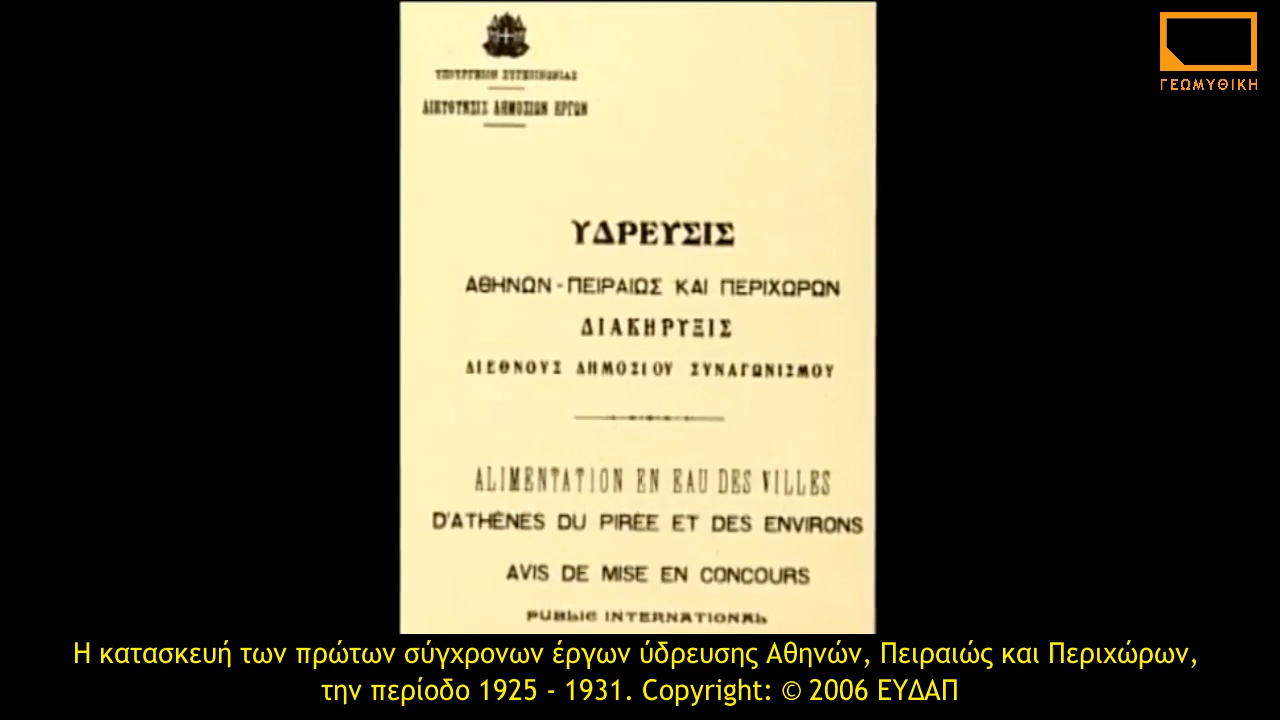 ΓΕΩΜΥΘΙΚΗ
ΥΠΟΥΡΓΕΙΟΝ ΣΥΓΚΟΙΝΩΝΙΑΣ
ΔΙΕΥΘΥΝΣΙΣ ΔΗΜΟΣΙΩΝ ΕΡΓΩΝ
ΥΔΡΕΥΣΙΣ
ΑΘΗΝΩΝ - ΠΕΙΡΑΙΩΣ ΚΑΙ ΠΕΡΙΧΩΡΩΝ
ΔΙΑΚΗΡΥΞΙΣ
ΔΙΕΘΝΟΥΣ ΔΗΜΟΣΙΟΥ ΣΥΝΑΓΩΝΙΣΜΟΥ
ALIMENTATION EN EAU DES VILLES
D'ATHÈNES DU PIRÉE ET DES ENVIRONS
AVIS DE MISE EN CONCOURS
PUBLIC INTERNATIONAL
Η κατασκευή των πρώτων σύγχρονων έργων ύδρευσης Αθηνών, Πειραιώς και Περιχώρων,
την περίοδο 1925 - 1931. Copyright: © 2006 ΕΥΔΑΠ